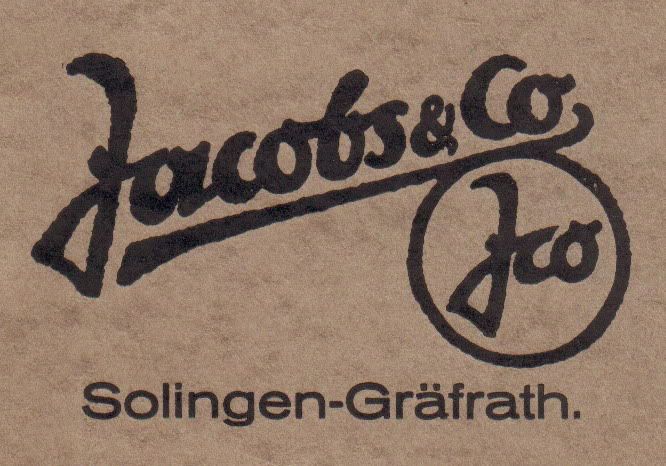 Jacobs & Co
Jco
Solingen-Gräfrath.